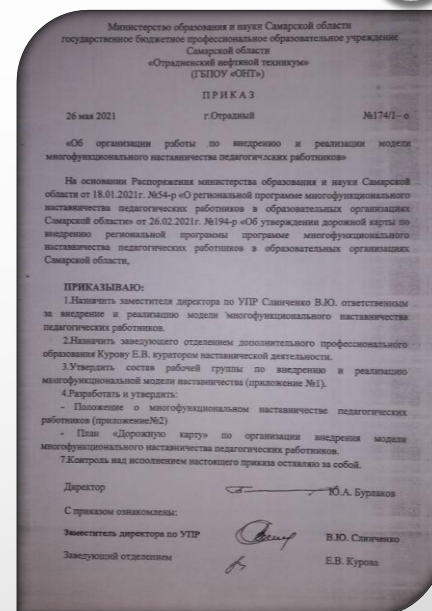 Министерство образования и науки Самарской области
государственное бюджетное профессиональное образовательное учреждение
Самарской области
«Отрадненский нефтяной техникум»
(ГБПОУ «ОНТ»)
ПРИКАЗ
26 мая 2021 г.Отрадный №174/1– о
«Об организации работы по внедрению и реализации модели
многофункционального наставничества педагогических работников»
На основании Распоряжения министерства образования и науки Самарской
области от 18.01.2021г. №54-р «О региональной программе многофункционального
наставничества педагогических работников в образовательных организациях
Самарской области» от 26.02.2021г. №194-р «Об утверждении дорожной карты по
внедрению региональной программы программе многофункционального
наставничества педагогических работников в образовательных организациях
Самарской области,
ПРИКАЗЫВАЮ:
1.Назначить заместителя директора по УПР Слинченко В.Ю. ответственным
за внедрение и реализацию модели многофункционального наставничества
педагогических работников.
2.Назначить заведующего отделением дополнительного профессионального
образования Курову Е.В. куратором наставнической деятельности.
3.Утвердить состав рабочей группы по внедрению и реализацию
многофункциональной модели наставничества (приложение №1).
4.Разработать и утвердить:
- Положение о многофункциональном наставничестве педагогических
работников (приложение№2)
- План «Дорожную карту» по организации внедрения модели
многофункционального наставничества педагогических работников.
7.Контроль над исполнением настоящего приказа оставляю за собой.
Директор Ю.А. Бурлаков
С приказом ознакомлены:
Заместитель директора по УПР В.Ю. Слинченко
Заведующий отделением Е.В. Курова